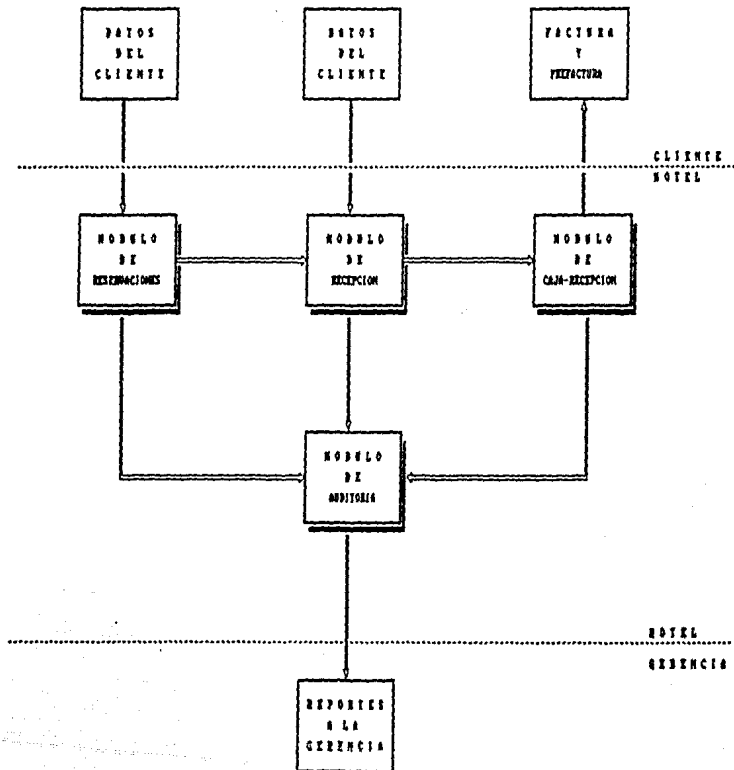 DATOS
DEL
CLIENTE
DATOS
DEL
CLIENTE
FACTURA
Y
PREFACTURA
CLIENTE
HOTEL
MODULO
DE
RESERVACIONES
MODULO
DE
RECEPCION
MODULO
DE
CAJA-RECEPCION
MODULO
DE
AUDITORIA
HOTEL
GERENCIA
REPORTES
A LA
GERENCIA